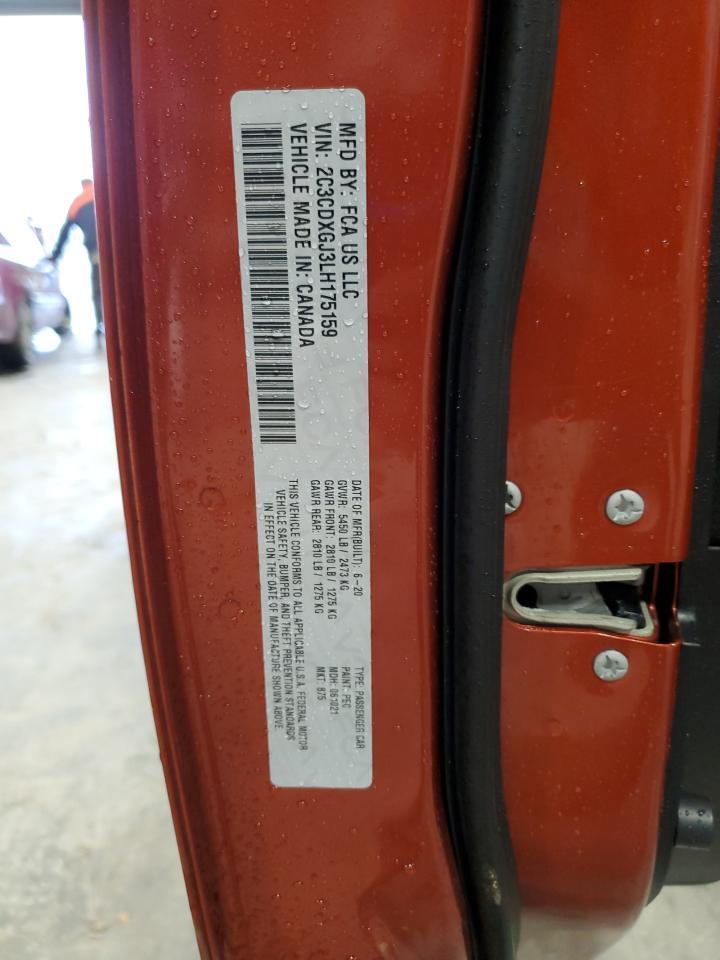 MFD BY: FCA US LLC
VIN: 2C3CDXGJ3LH175159
VEHICLE MADE IN: CANADA
DATE OF MFR(BUILT): 6-20
GVWR: 5450 LB / 2473 KG
GAWR FRONT: 2810 LB / 1275 KG
GAWR REAR: 2810 LB / 1275 KG
TYPE: PASSENGER CAR
PAINT: PEC
MDH:
MKT: 875
THIS VEHICLE CONFORMS TO ALL APPLICABLE U.S.A. FEDERAL MOTOR
VEHICLE SAFETY, BUMPER, AND THEFT PREVENTION STANDARDS
IN EFFECT ON THE DATE OF MANUFACTURE SHOWN ABOVE.